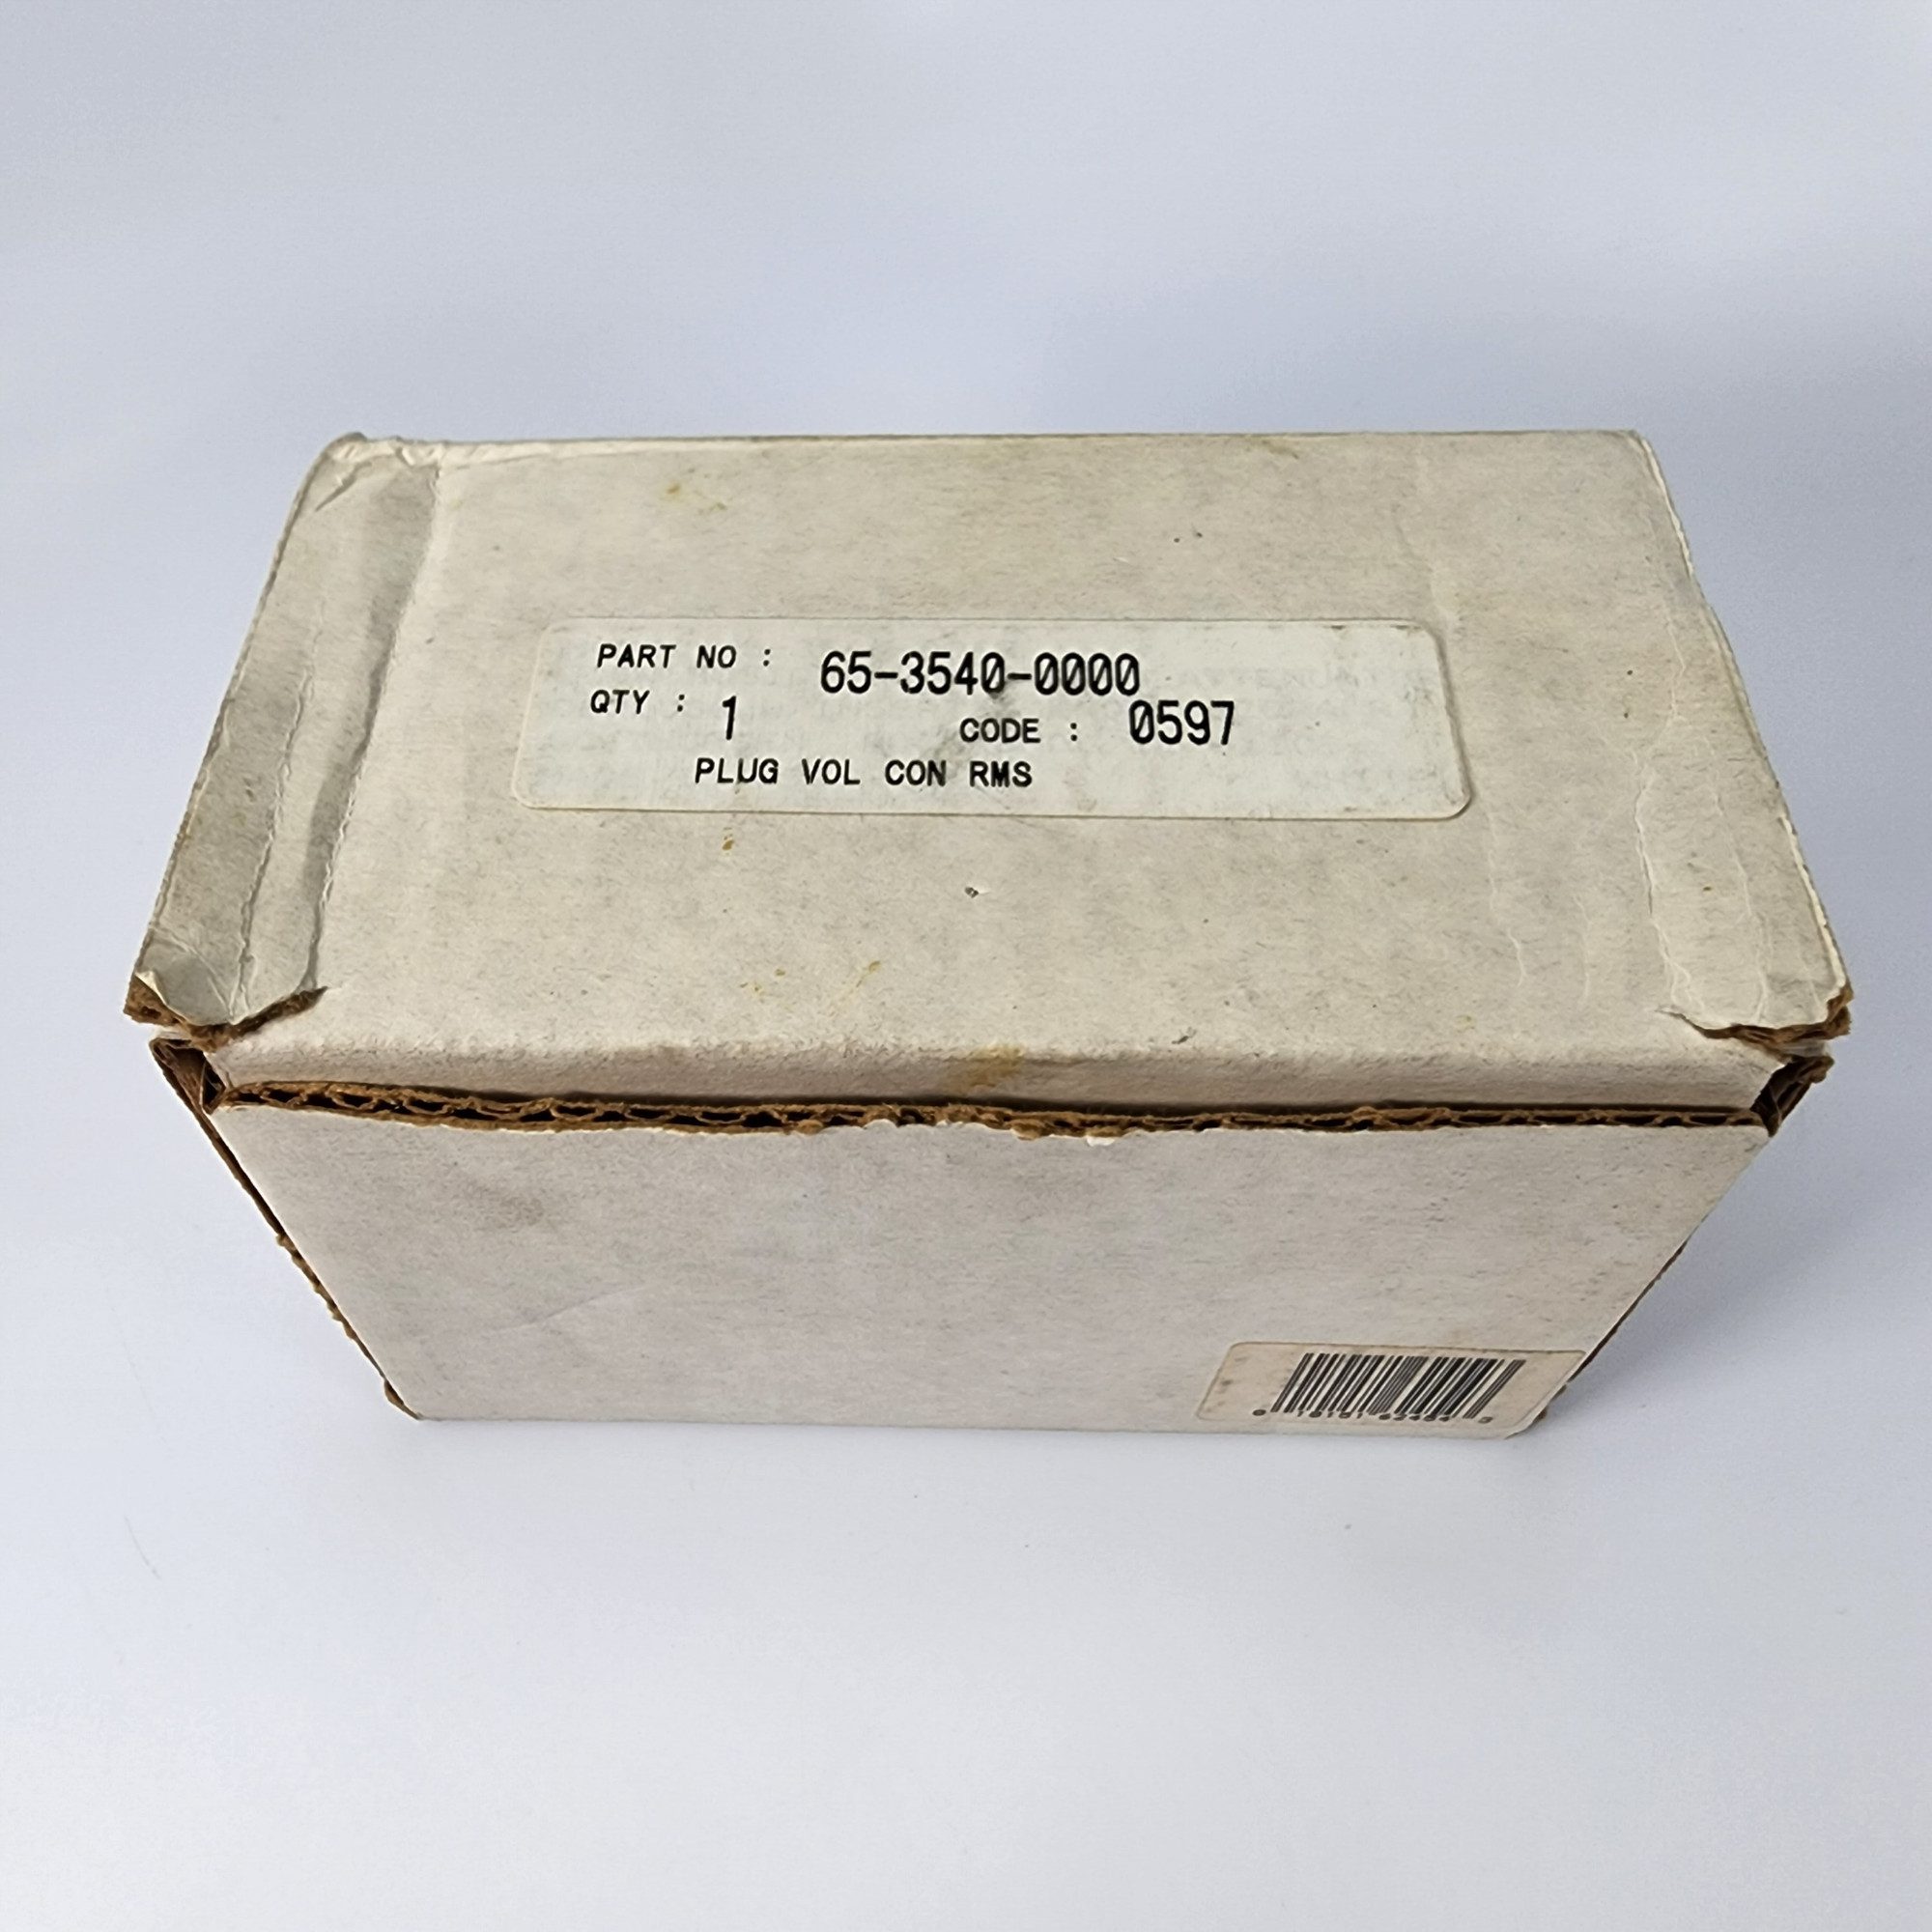 PART NO : 65-3540-0000
QTY : 1 CODE : 0597
PLUG VOL CON RMS